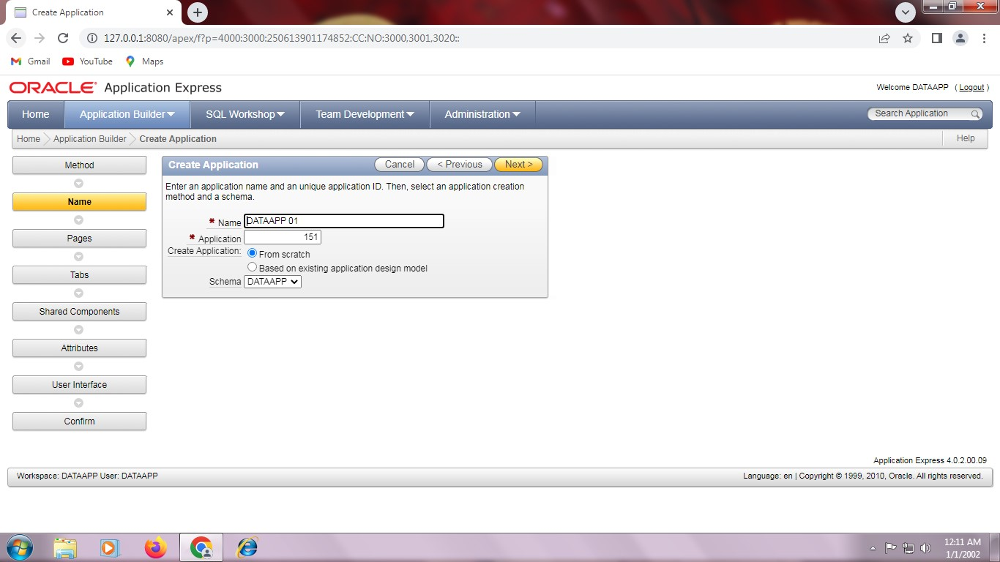 Create Application
127.0.0.1:8080/apex/f?p=4000:3000:250613901174852:CC:NO:3000,3001,3020::
Gmail YouTube Maps
ORACLE Application Express
Welcome DATAAPP ( Logout )
Home Application Builder SQL Workshop Team Development Administration Search Application
Home Application Builder Create Application Help
Method
Name
Pages
Tabs
Shared Components
Attributes
User Interface
Confirm
Create Application Cancel < Previous Next >
Enter an application name and an unique application ID. Then, select an application creation
method and a schema.
* Name DATAAPP 01
* Application 151
Create Application: From scratch
Based on existing application design model
Schema DATAAPP
Application Express 4.0.2.00.09
Workspace: DATAAPP User: DATAAPP Language: en | Copyright © 1999, 2010, Oracle. All rights reserved.
12:11 AM
1/1/2002